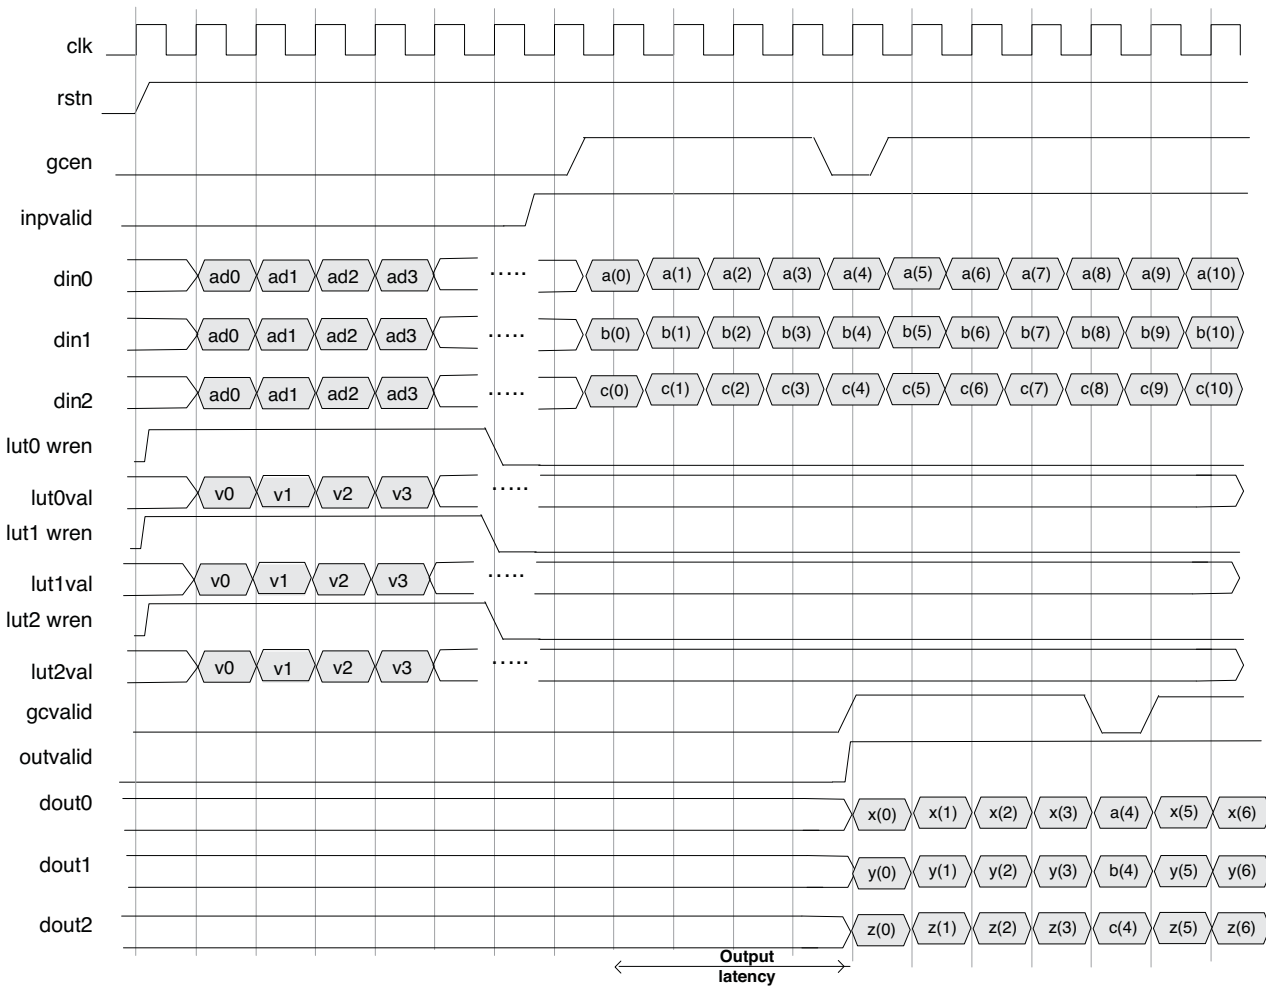 clk
rstn
gcen
inpvalid
din0 ad0 ad1 ad2 ad3 ..... a(0) a(1) a(2) a(3) a(4) a(5) a(6) a(7) a(8) a(9) a(10)
din1 ad0 ad1 ad2 ad3 ..... b(0) b(1) b(2) b(3) b(4) b(5) b(6) b(7) b(8) b(9) b(10)
din2 ad0 ad1 ad2 ad3 ..... c(0) c(1) c(2) c(3) c(4) c(5) c(6) c(7) c(8) c(9) c(10)
lut0 wren
lut0val v0 v1 v2 v3 .....
lut1 wren
lut1val v0 v1 v2 v3 .....
lut2 wren
lut2val v0 v1 v2 v3 .....
gcvalid
outvalid
dout0 x(0) x(1) x(2) x(3) a(4) x(5) x(6)
dout1 y(0) y(1) y(2) y(3) b(4) y(5) y(6)
dout2 z(0) z(1) z(2) z(3) c(4) z(5) z(6)
Output
latency